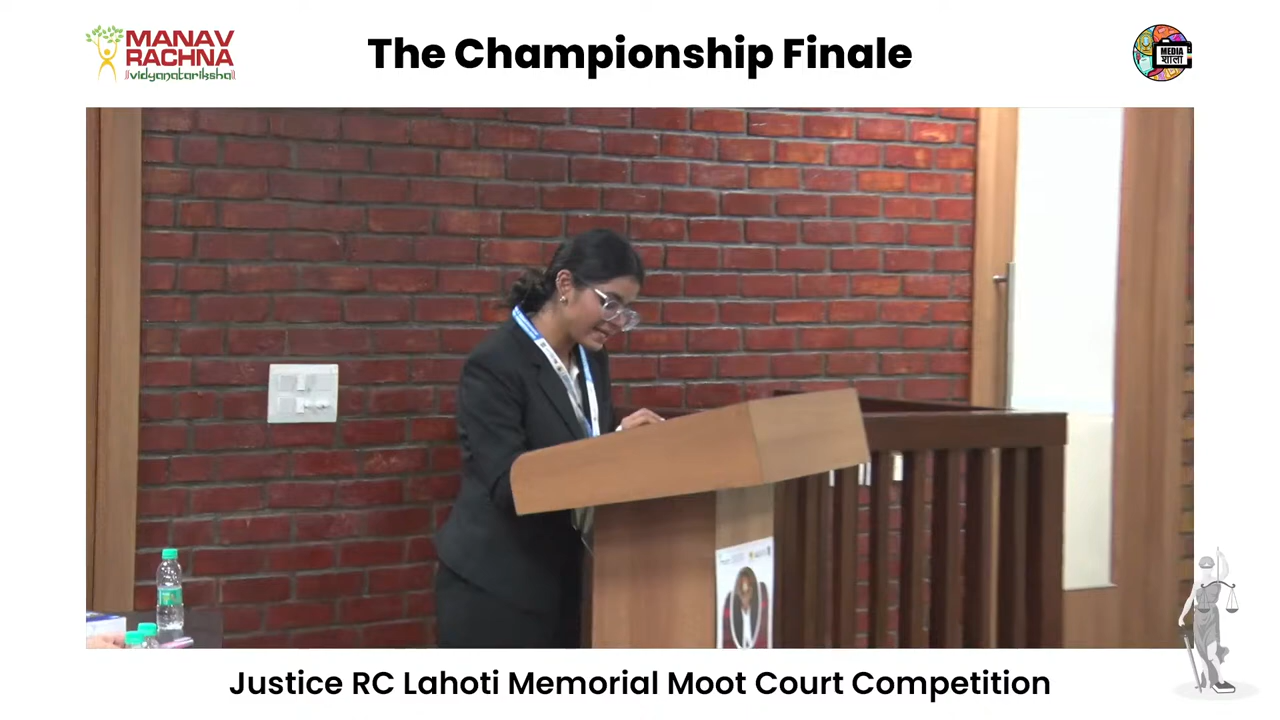 MANAV
RACHNA
vidyanatariksha
The Championship Finale
MEDIA
शाला
Justice RC Lahoti Memorial Moot Court Competition